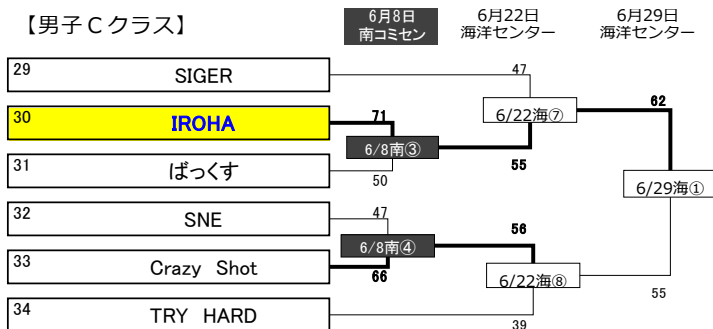 【男子Cクラス】
6月8日
南コミセン
6月22日
海洋センター
6月29日
海洋センター
29 SIGER
47
30 IROHA
71
6/22海⑦
62
6/8南③
55
31 ばっくす
50
6/29海①
32 SNE
47
56
6/8南④
33 Crazy Shot
66
6/22海⑧
55
34 TRY HARD
39